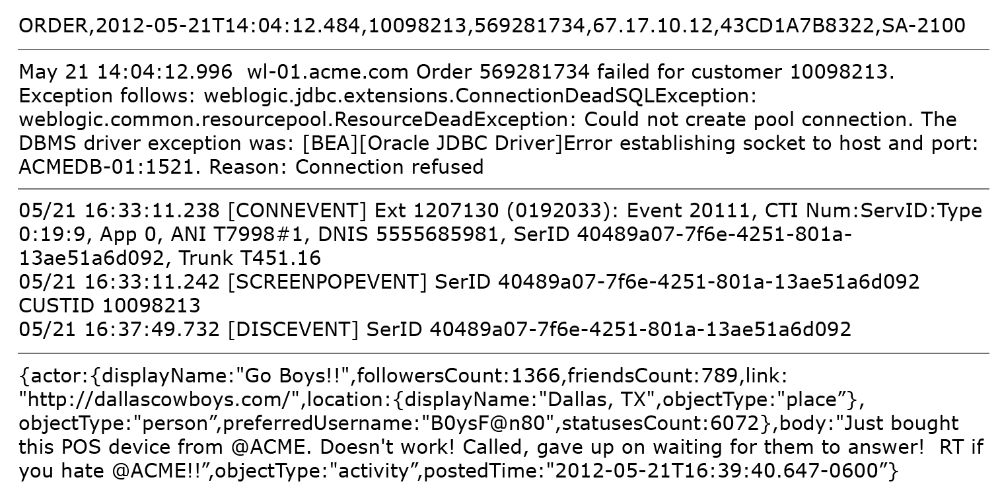 ORDER,2012-05-21T14:04:12.484,10098213,569281734,67.17.10.12,43CD1A7B8322,SA-2100
May 21 14:04:12.996  wl-01.acme.com Order 569281734 failed for customer 10098213.
Exception follows: weblogic.jdbc.extensions.ConnectionDeadSQLException:
weblogic.common.resourcepool.ResourceDeadException: Could not create pool connection. The
DBMS driver exception was: [BEA][Oracle JDBC Driver]Error establishing socket to host and port:
ACMEDB-01:1521. Reason: Connection refused
05/21 16:33:11.238 [CONNEVENT] Ext 1207130 (0192033): Event 20111, CTI Num:ServID:Type
0:19:9, App 0, ANI T7998#1, DNIS 5555685981, SerID 40489a07-7f6e-4251-801a-
13ae51a6d092, Trunk T451.16
05/21 16:33:11.242 [SCREENPOPEVENT] SerID 40489a07-7f6e-4251-801a-13ae51a6d092
CUSTID 10098213
05/21 16:37:49.732 [DISCEVENT] SerID 40489a07-7f6e-4251-801a-13ae51a6d092
{actor:{displayName:"Go Boys!!",followersCount:1366,friendsCount:789,link:
"http://dallascowboys.com/",location:{displayName:"Dallas, TX",objectType:"place”},
objectType:"person”,preferredUsername:"B0ysF@n80",statusesCount:6072},body:"Just bought
this POS device from @ACME. Doesn't work! Called, gave up on waiting for them to answer!  RT if
you hate @ACME!!”,objectType:"activity”,postedTime:"2012-05-21T16:39:40.647-0600”}